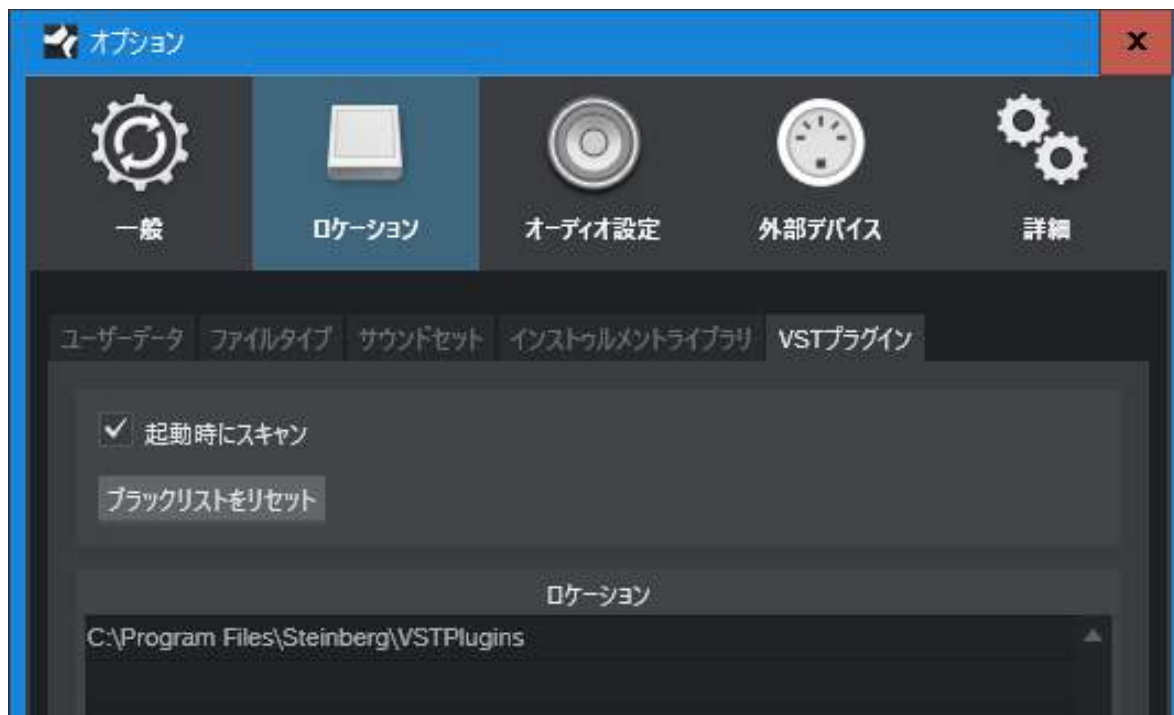 オプション
x
一般 ロケーション オーディオ設定 外部デバイス 詳細
ユーザーデータ ファイルタイプ サウンドセット インストゥルメントライブラリ VSTプラグイン
起動時にスキャン
ブラックリストをリセット
ロケーション
C:\Program Files\Steinberg\VSTPlugins